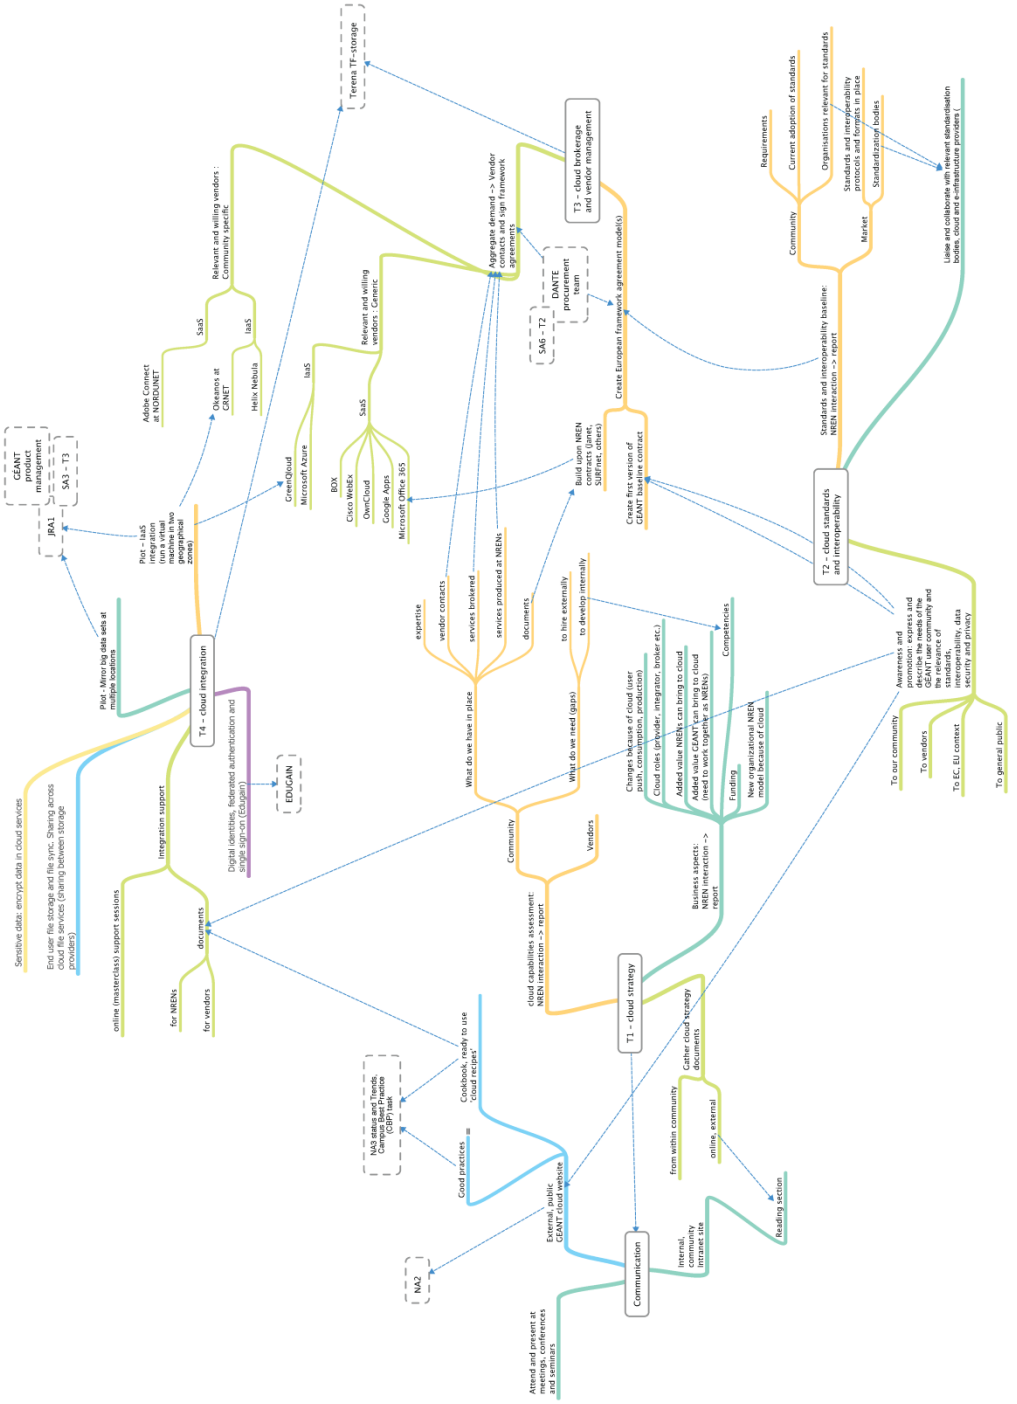 Sensitive data: encrypt data in cloud services
End user file storage and file sync. Sharing across
cloud file services (sharing between storage
providers)
online (masterclass) support sessions
Integration support
documents
for NRENs
for vendors
Digital identities, federated authentication and
single sign-on (Edugain)
EDUGAIN
T4 – cloud integration
Pilot - Mirror big data sets at
multiple locations
Piot – IaaS
integration
(run a virtual
machine in two
geographical
zones)
JRA1
GÉANT
product
management
SA3 – T3
Adobe Connect
at NORDUNET
SaaS
Okeanos at
GRNET
IaaS
Helix Nebula
Relevant and willing vendors :
Community specific
Terena TF-storage
GreenQloud
Microsoft Azure
IaaS
BOX
Cisco WebEx
OwnCloud
Google Apps
Microsoft Office 365
SaaS
Relevant and willing
vendors : Generic
Aggregate demand –> Vendor
contacts and sign framework
agreements
T3 – cloud brokerage
and vendor management
DANTE
procurement
team
SA6 – T2
Create European framework agreement model(s)
Build upon NREN
contracts (Janet,
SURFnet, others)
Create first version of
GEANT baseline contract
expertise
vendor contacts
services brokered
services produced at NRENs
documents
What do we have in place
to hire externally
to develop internally
What do we need (gaps)
Community
Vendors
cloud capabilities assessment:
NREN interaction –> report
T1 – cloud strategy
Changes because of cloud (user
push, consumption, production)
Cloud roles (provider, integrator, broker etc,)
Added value NRENs can bring to cloud
Added value GEANT can bring to cloud
(need to work together as NRENs)
Competencies
Funding
New organizational NREN
model because of cloud
Business aspects:
NREN interaction –>
report
Gather cloud strategy
documents
from within community
online, external
Reading section
NA3 status and Trends,
Campus Best Practice
(CBP) task
Cookbook, ready to use
'cloud recipes'
Good practices
External, public
GEANT cloud website
NA2
Communication
Internal,
community
Intranet site
Attend and present at
meetings, conferences
and seminars
T2 – cloud standards
and interoperability
Standards and interoperability baseline:
NREN interaction –> report
Community
Requirements
Current adoption of standards
Organisations relevant for standards
Market
Standards and interoperability
protocols and formats in place
Standardization bodies
Liaise and collaborate with relevant standardisation
bodies, cloud and e-infrastructure providers (
Awareness and
promotion: express and
describe the needs of the
GÉANT user community and
the relevance of
standards,
interoperability, data
security and privacy
To our community
To vendors
To EC, EU context
To general public